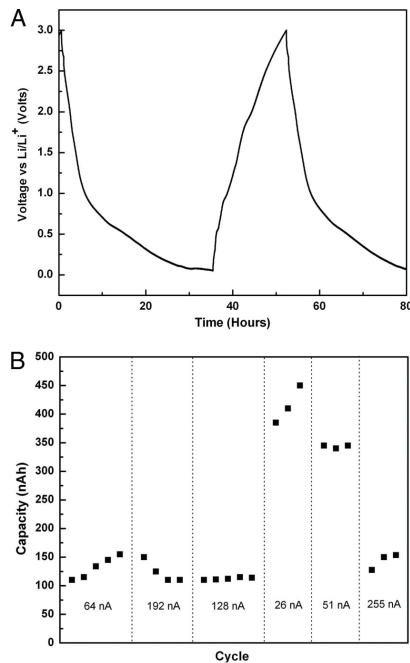 A
3.0
2.5
2.0
1.5
1.0
0.5
0.0
Voltage vs Li/Li+ (Volts)
0 20 40 60 80
Time (Hours)
B
500
450
400
350
300
250
200
150
100
50
0
Capacity (nAh)
64 nA 192 nA 128 nA 26 nA 51 nA 255 nA
Cycle